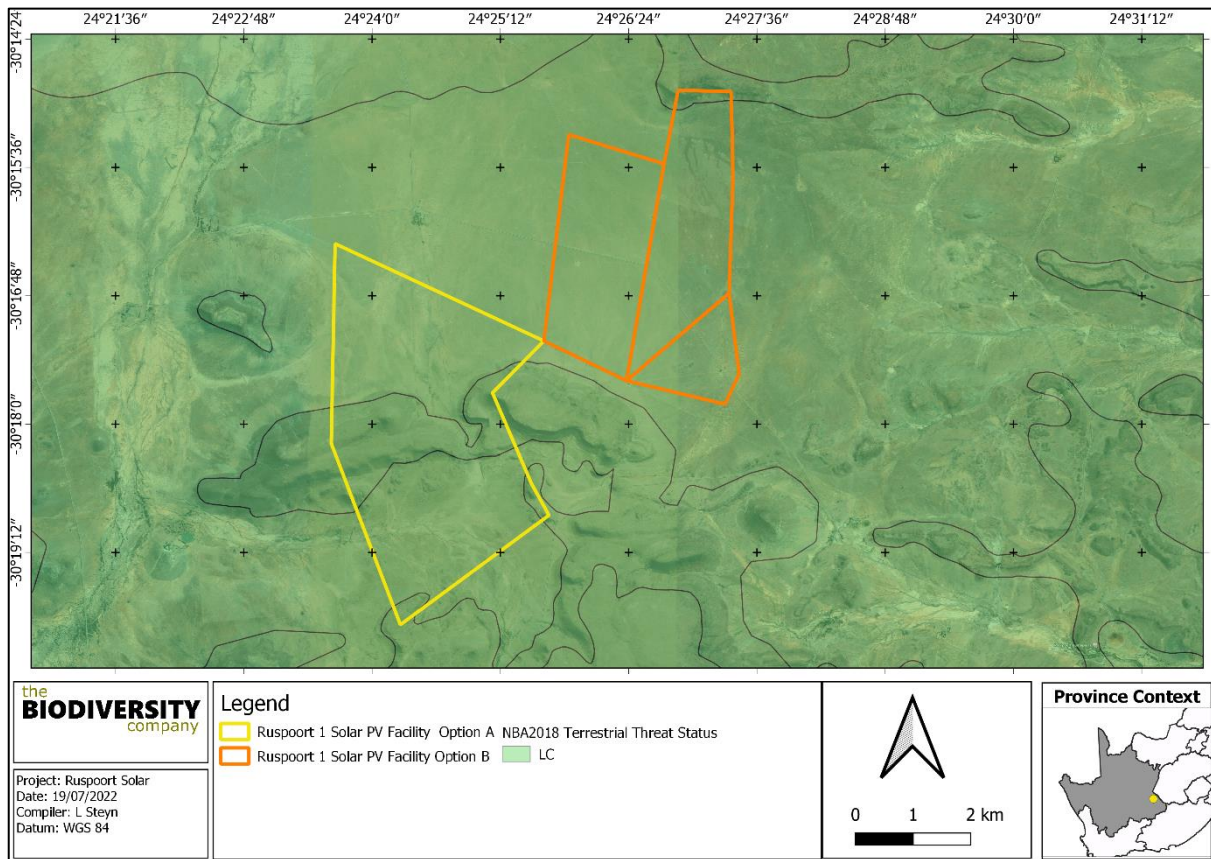 24°21'36" 24°22'48" 24°24'0" 24°25'12" 24°26'24" 24°27'36" 24°28'48" 24°30'0" 24°31'12"
-30°14'24
-30°15'36"
-30°16'48"
-30°18'0"
-30°19'12"
the
BIODIVERSITY
company
Project: Ruspoort Solar
Date: 19/07/2022
Compiler: L Steyn
Datum: WGS 84
Legend
Ruspoort 1 Solar PV Facility Option A NBA2018 Terrestrial Threat Status
Ruspoort 1 Solar PV Facility Option B LC
0 1 2 km
Province Context